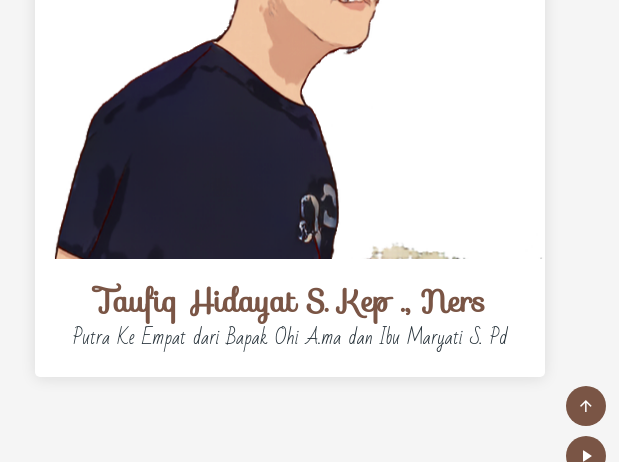 Taufiq Hidayat S. Kep ., Ners
Putra Ke Empat dari Bapak Ohi A.ma dan Ibu Maryati S. Pd